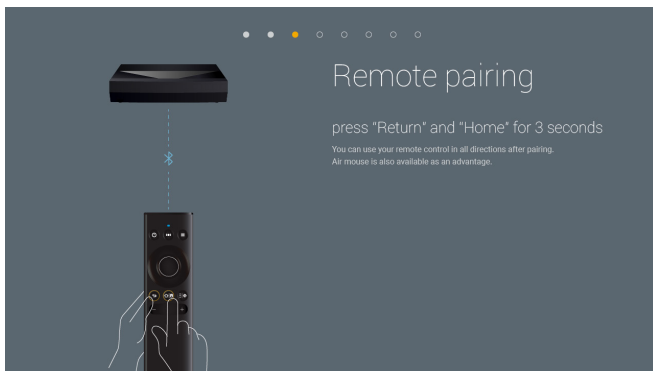 Remote pairing
press "Return" and "Home" for 3 seconds
You can use your remote control in all directions after pairing.
Air mouse is also available as an advantage.